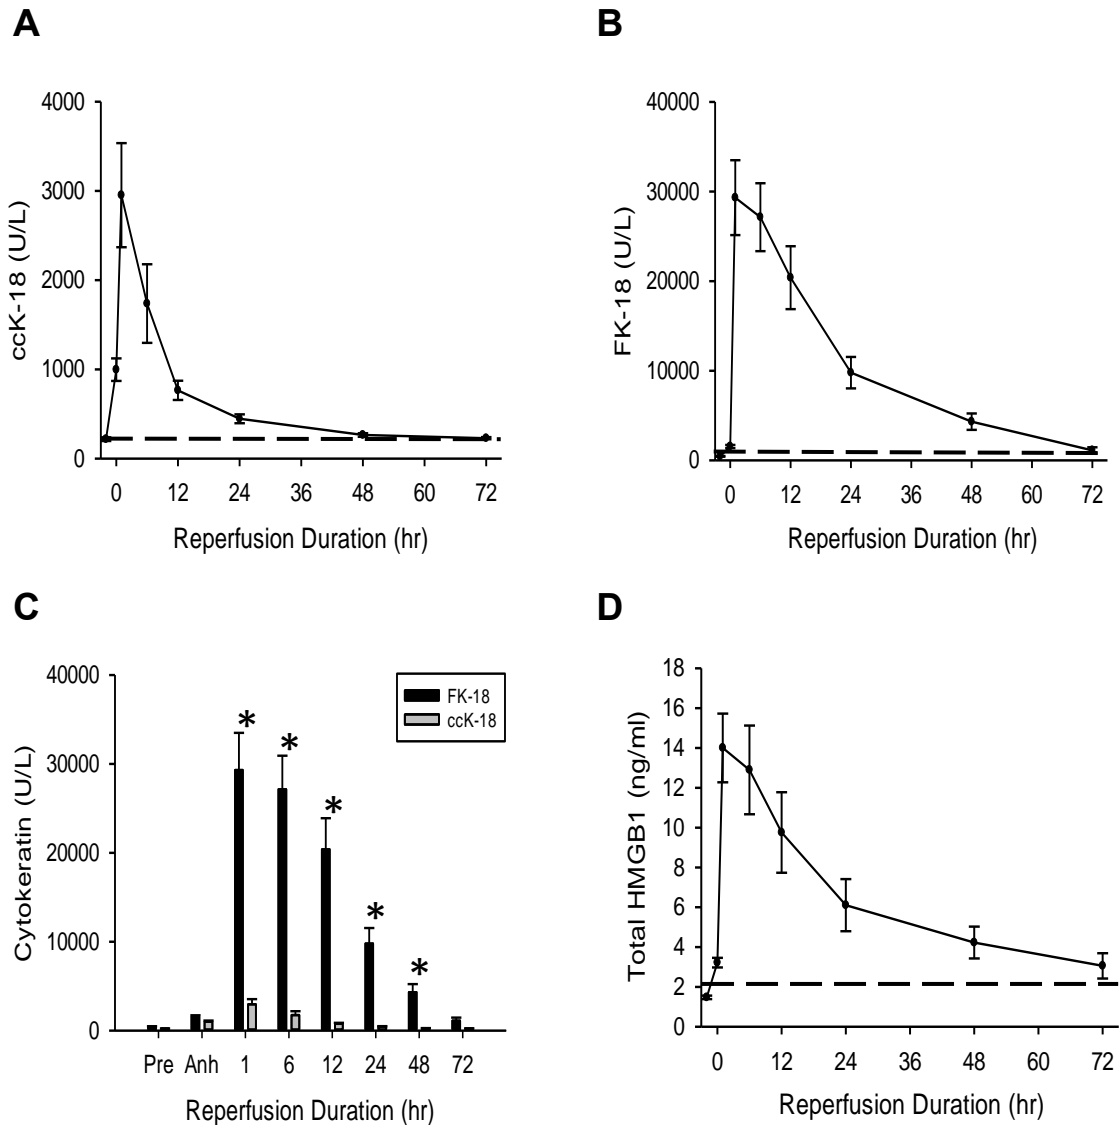 A
4000
3000
2000
1000
0
ccK-18 (U/L)
0 12 24 36 48 60 72
Reperfusion Duration (hr)
B
40000
30000
20000
10000
0
FK-18 (U/L)
0 12 24 36 48 60 72
Reperfusion Duration (hr)
C
40000
30000
20000
10000
0
Cytokeratin (U/L)
FK-18
ccK-18
* * * * *
Pre Anh 1 6 12 24 48 72
Reperfusion Duration (hr)
D
18
16
14
12
10
8
6
4
2
0
Total HMGB1 (ng/ml)
0 12 24 36 48 60 72
Reperfusion Duration (hr)